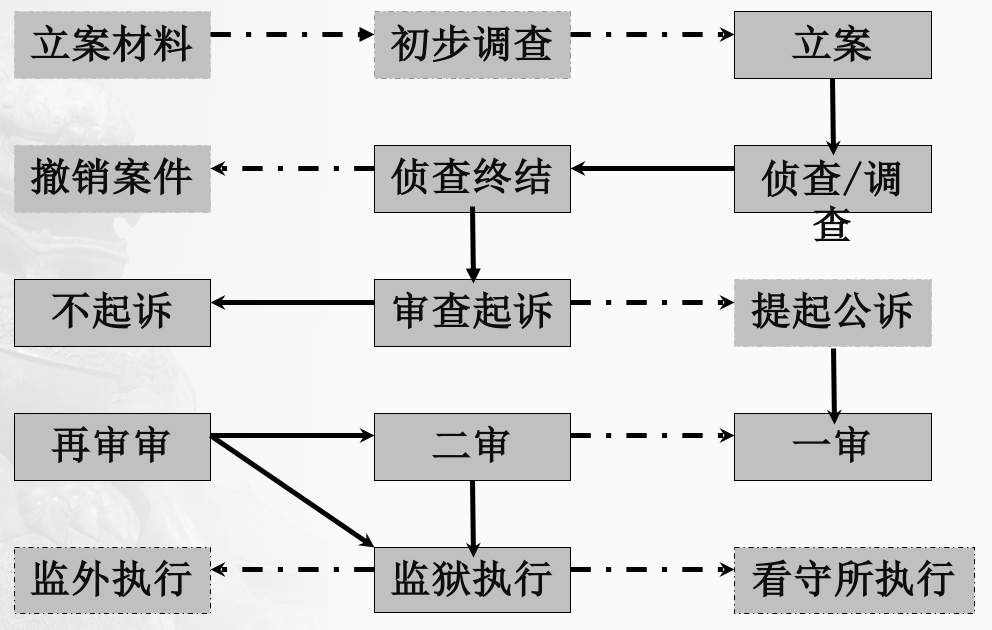 立案材料
初步调查
立案
撤销案件
侦查终结
侦查/调
查
不起诉
审查起诉
提起公诉
再审审
二审
一审
监外执行
监狱执行
看守所执行